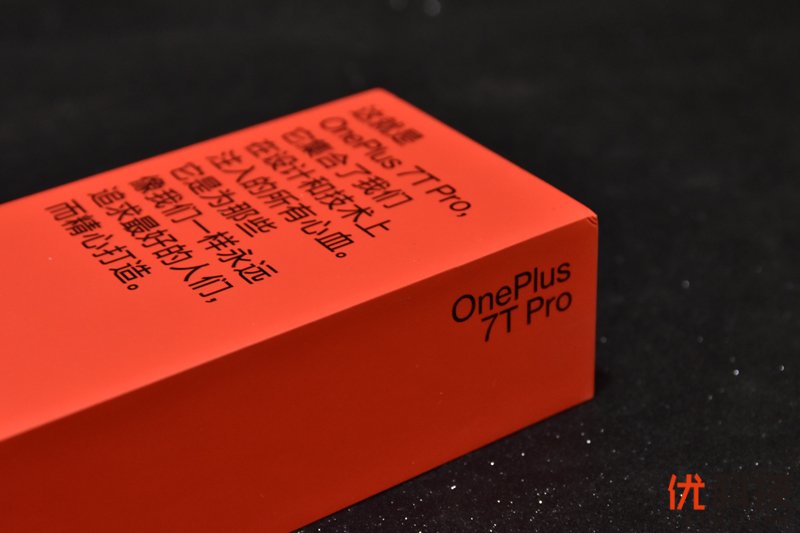 这就是
OnePlus 7T Pro,
它集合了我们
在设计和技术上
注入的所有心血。
它是为那些
像我们一样永远
追求最好的人们,
而精心打造。
OnePlus
7T Pro
优